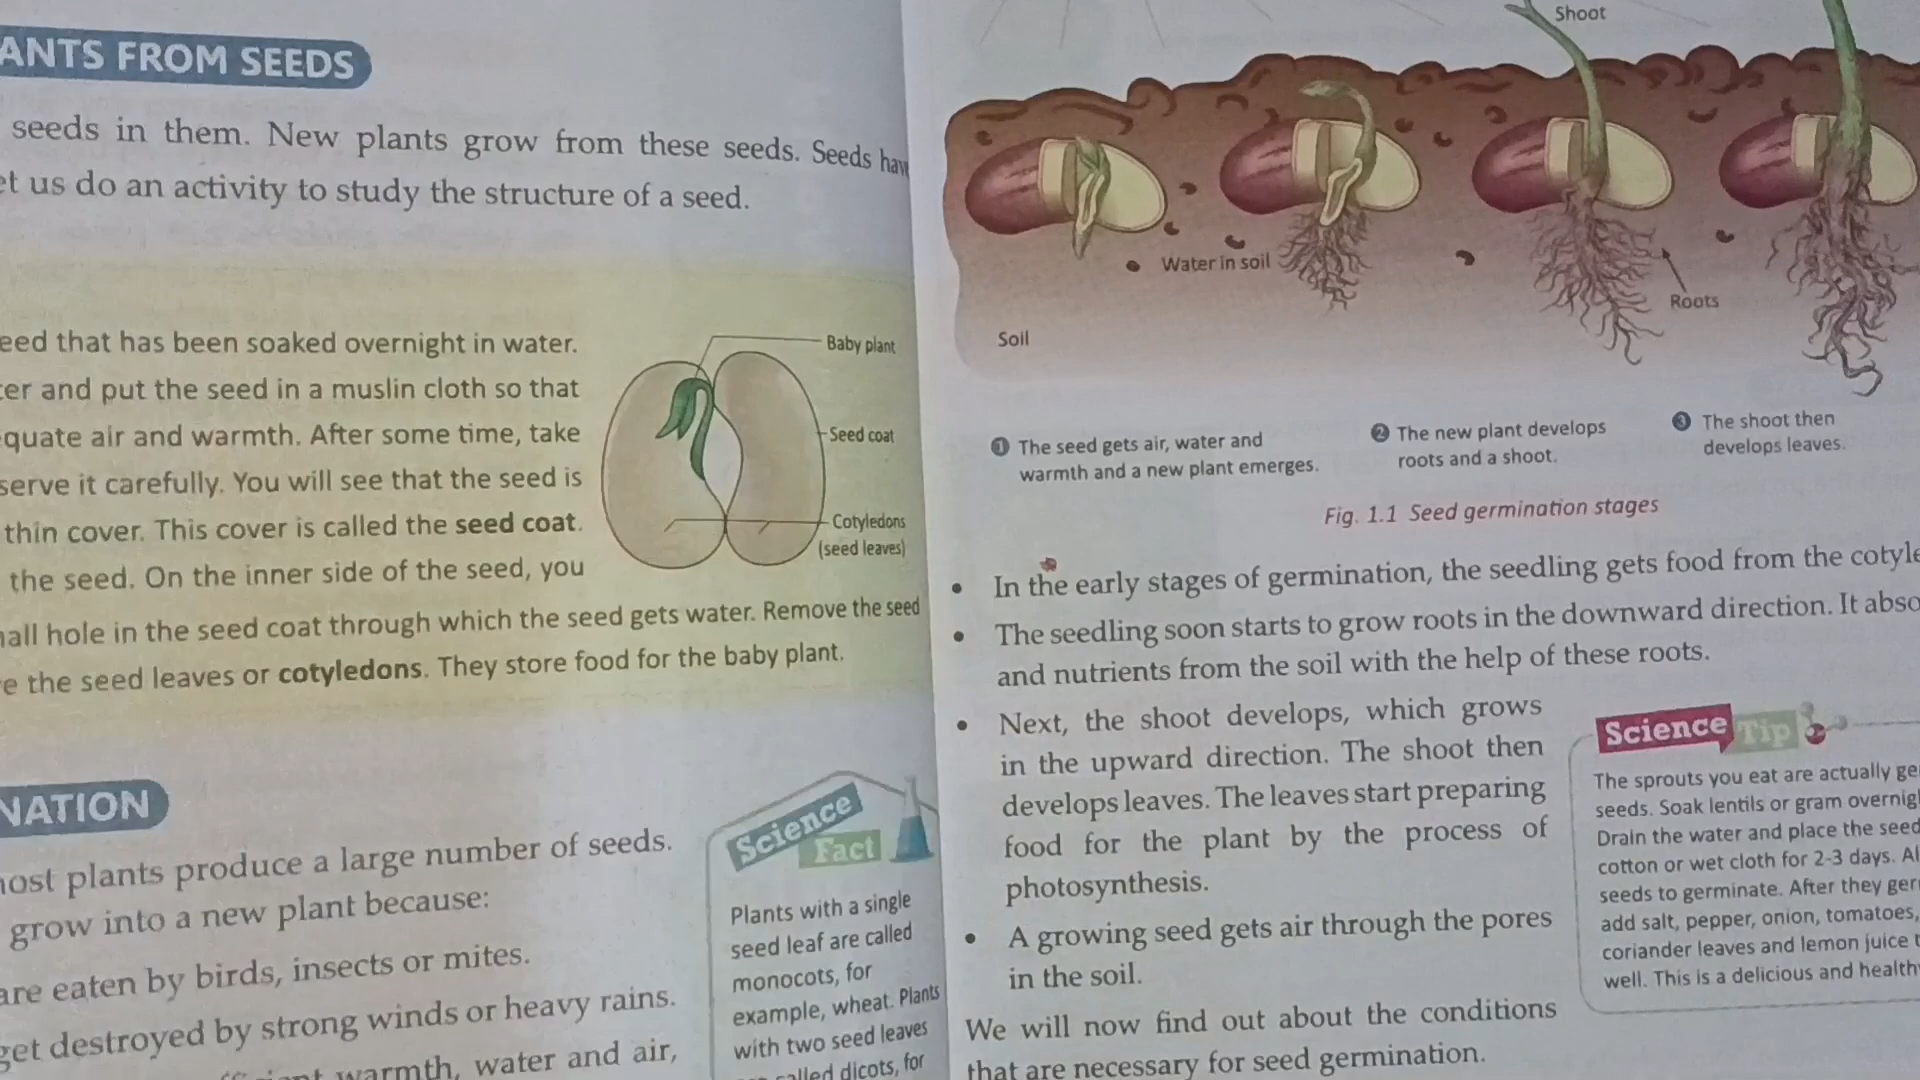 ANTS FROM SEEDS
seeds in them. New plants grow from these seeds. Seeds
us do an activity to study the structure of a seed.
that has been soaked overnight in water.
and put the seed in a muslin cloth so that
air and warmth. After some time, take
it carefully. You will see that the seed is
thin cover. This cover is called the seed coat.
the seed. On the inner side of the seed, you
hole in the seed coat through which the seed gets water. Remove the seed
the seed leaves or cotyledons. They store food for the baby plant.
Baby plant
Seed coat
Cotyledons
(seed leaves)
NATION
plants produce a large number of seeds.
grow into a new plant because:
are eaten by birds, insects or mites.
get destroyed by strong winds or heavy rains.
warmth, water and air,
Science
Fact
Plants with a single
seed leaf are called
monocots, for
example, wheat. Plants
with two seed leaves
called dicots, for
Shoot
Water in soil
Roots
Soil
1 The seed gets air, water and
warmth and a new plant emerges.
2 The new plant develops
roots and a shoot.
3 The shoot then
develops leaves.
Fig. 1.1 Seed germination stages
• In the early stages of germination, the seedling gets food from the
• The seedling soon starts to grow roots in the downward direction. It
and nutrients from the soil with the help of these roots.
• Next, the shoot develops, which grows
in the upward direction. The shoot then
develops leaves. The leaves start preparing
food for the plant by the process of
photosynthesis.
• A growing seed gets air through the pores
in the soil.
We will now find out about the conditions
that are necessary for seed germination.
Science Tip
The sprouts you eat are actually
seeds. Soak lentils or gram
Drain the water and place the
cotton or wet cloth for 2-3 days.
seeds to germinate. After they
add salt, pepper, onion, tomatoes,
coriander leaves and lemon juice
well. This is a delicious and